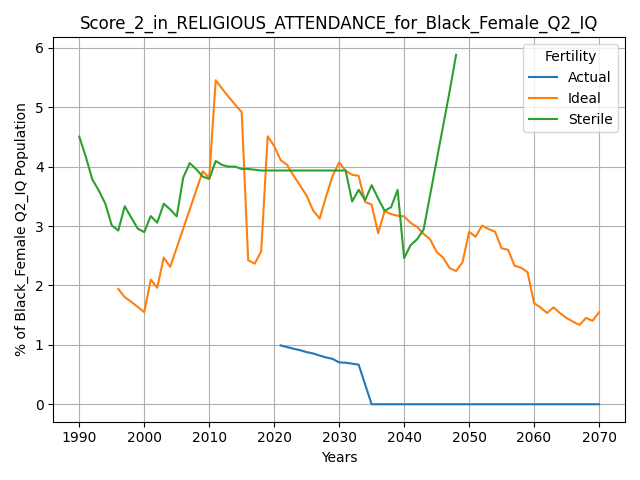 Score_2_in_RELIGIOUS_ATTENDANCE_for_Black_Female_Q2_IQ
% of Black_Female Q2_IQ Population
6
5
4
3
2
1
0
Fertility
Actual
Ideal
Sterile
1990 2000 2010 2020 2030 2040 2050 2060 2070
Years